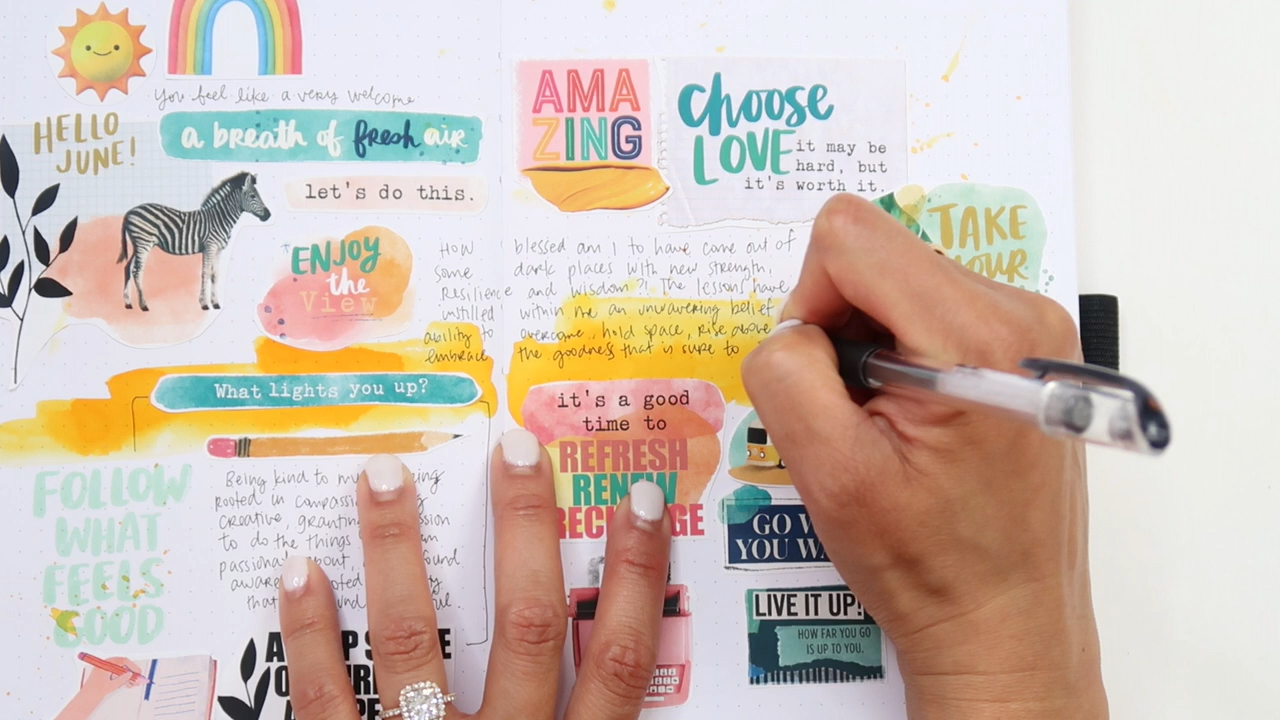 You feel like a very welcome
HELLO
JUNE!
a breath of fresh air
let's do this.
ENJOY
the
View
What lights you up?
FOLLOW
WHAT
FEELS
GOOD
Being kind to
rooted in
creative,
to do the things
that
AMA
ZING
choose
LOVE
it may be
hard, but
it's worth it.
TAKE
YOUR
How blessed am I to have come out of
some dark places with new strength,
Resilience and wisdom?! The lessons have
instilled within me an unwavering belief
ability to overcome, hold space, rise above
embrace the goodness that is sure to
it's a good
time to
REFRESH
RENEW
GO
YOU
LIVE IT UP!
HOW FAR YOU GO
IS UP TO YOU.